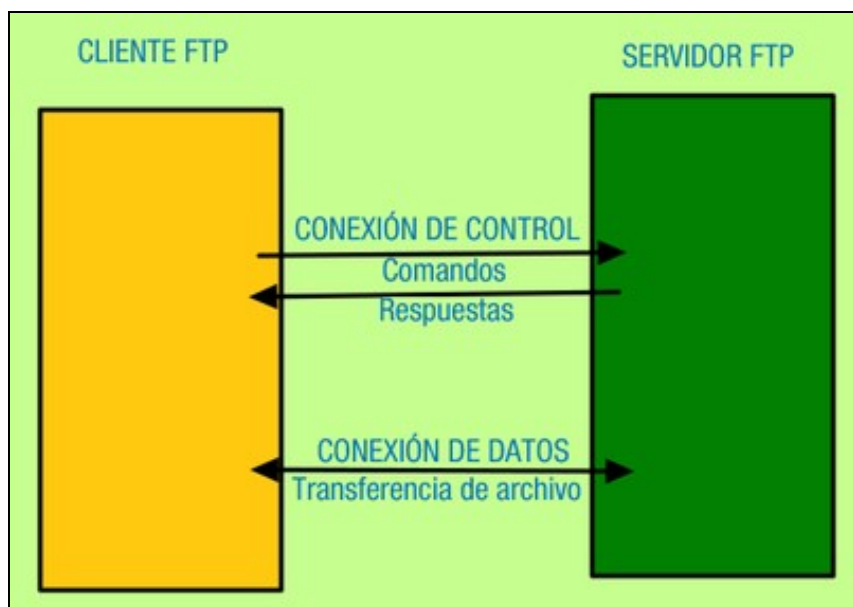 CLIENTE FTP
SERVIDOR FTP
CONEXIÓN DE CONTROL
Comandos
Respuestas
CONEXIÓN DE DATOS
Transferencia de archivo